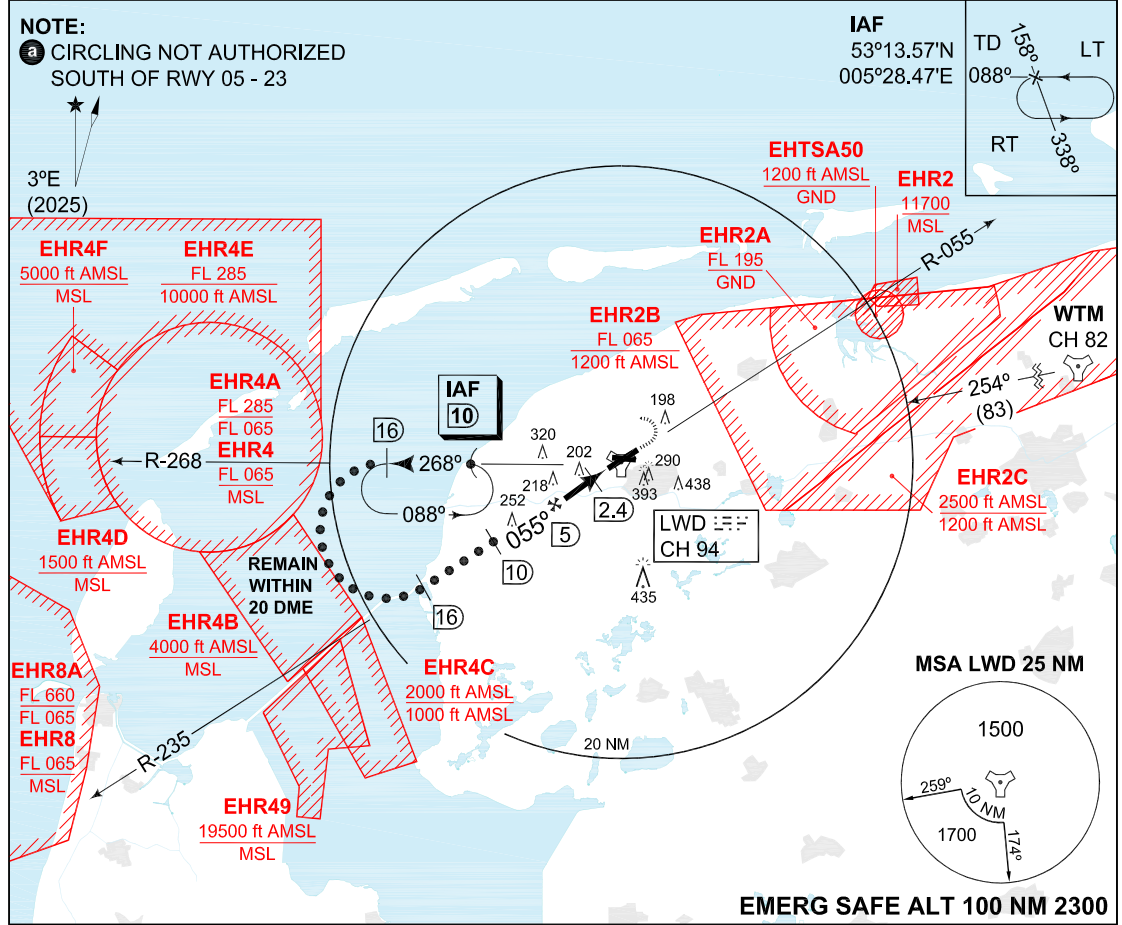 NOTE:
a CIRCLING NOT AUTHORIZED
SOUTH OF RWY 05 - 23
3ºE
(2025)
IAF
53º13.57'N
005º28.47'E
TD
158º
LT
088º
RT
338º
EHTSA50
1200 ft AMSL
GND
EHR2
11700
MSL
EHR2A
FL 195
GND
R-055
EHR4F
5000 ft AMSL
MSL
EHR4E
FL 285
10000 ft AMSL
EHR2B
FL 065
1200 ft AMSL
WTM
CH 82
254º
(83)
EHR4A
FL 285
FL 065
EHR4
FL 065
MSL
IAF
10
198
16
320
202
R-268
268º
290
218
393
438
252
088º
2.4
EHR2C
2500 ft AMSL
1200 ft AMSL
055º
5
LWD
CH 94
EHR4D
1500 ft AMSL
MSL
10
REMAIN
WITHIN
20 DME
435
16
EHR4B
4000 ft AMSL
MSL
EHR4C
2000 ft AMSL
1000 ft AMSL
EHR8A
FL 660
FL 065
EHR8
FL 065
MSL
R-235
20 NM
EHR49
19500 ft AMSL
MSL
MSA LWD 25 NM
1500
259º
10 NM
1700
174º
EMERG SAFE ALT 100 NM 2300